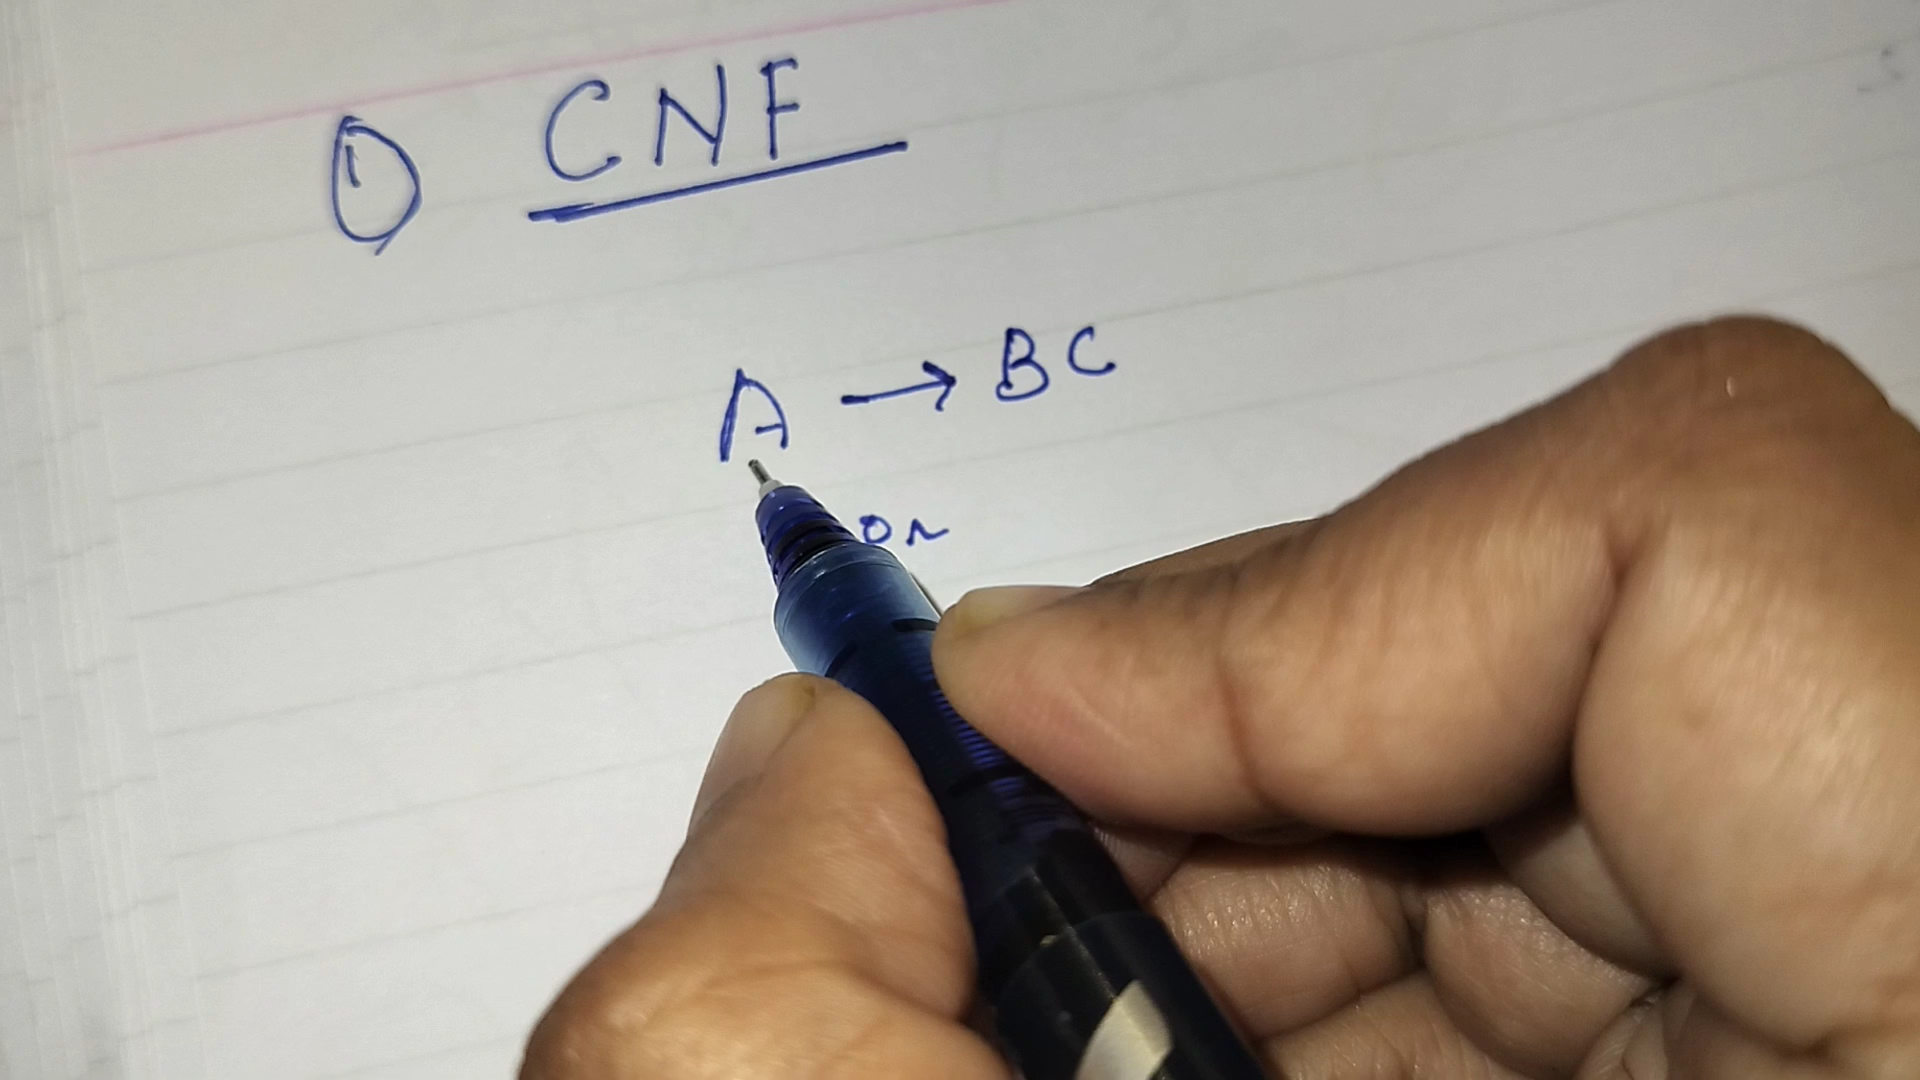 ① CNF
A → BC
or